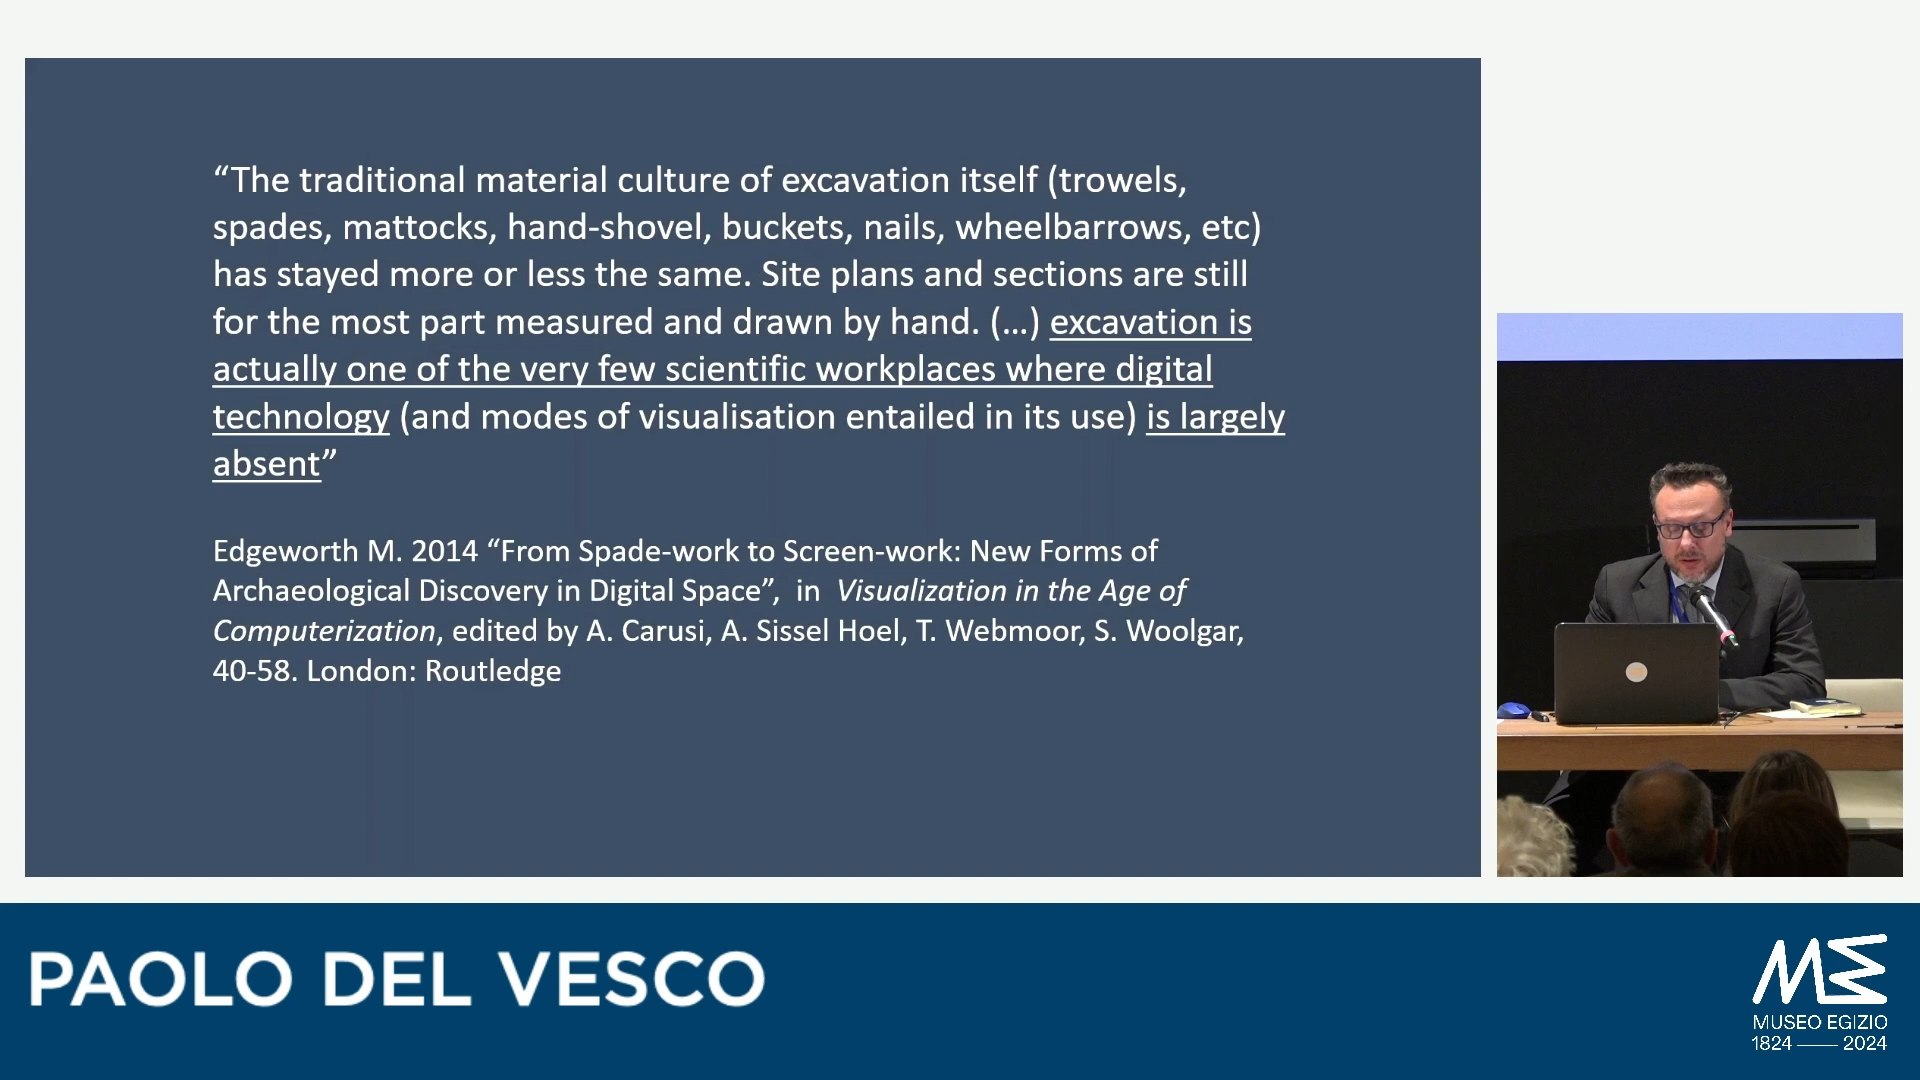 “The traditional material culture of excavation itself (trowels,
spades, mattocks, hand-shovel, buckets, nails, wheelbarrows, etc)
has stayed more or less the same. Site plans and sections are still
for the most part measured and drawn by hand. (…) excavation is
actually one of the very few scientific workplaces where digital
technology (and modes of visualisation entailed in its use) is largely
absent”
Edgeworth M. 2014 “From Spade-work to Screen-work: New Forms of
Archaeological Discovery in Digital Space”, in Visualization in the Age of
Computerization, edited by A. Carusi, A. Sissel Hoel, T. Webmoor, S. Woolgar,
40-58. London: Routledge
PAOLO DEL VESCO
ME
MUSEO EGIZIO
1824 — 2024